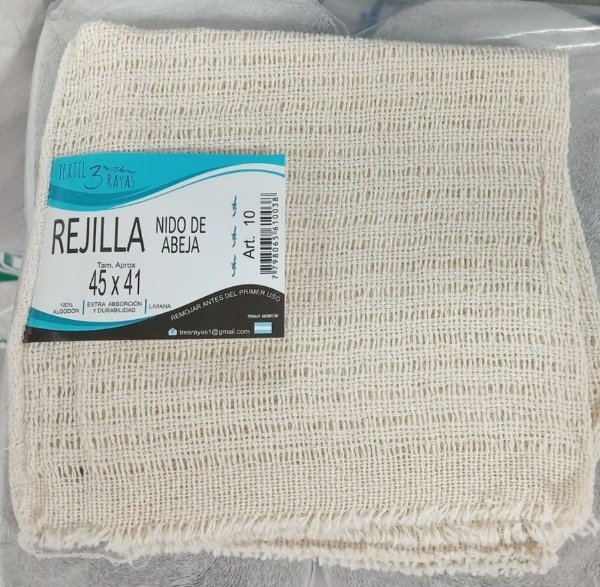 TEXTIL 3 RAYAS
REJILLA NIDO DE ABEJA
Tam. Aprox
45 x 41
100% ALGODÓN
EXTRA ABSORCIÓN Y DURABILIDAD
LIVIANA
Art. 10
7798065610038
REMOJAR ANTES DEL PRIMER USO
tresrayas1@gmail.com